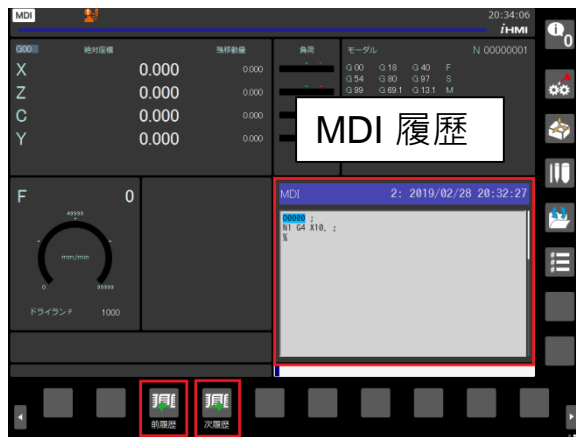 MDI
20:34:06
iHMI
0
G00 絶対座標 残移動量 負荷 モーダル N 00000001
X 0.000 0.000
Z 0.000 0.000
C 0.000 0.000
Y 0.000 0.000
G 00 G 18 G 40 F
G 54 G 80 G 97 S
G 99 G 69.1 G 13.1 M
MDI 履歴
F 0
49999
mm/min
0 99999
ドライラン F 1000
MDI 2: 2019/02/28 20:32:27
O0000 ;
N1 G4 X10. ;
%
前履歴 次履歴